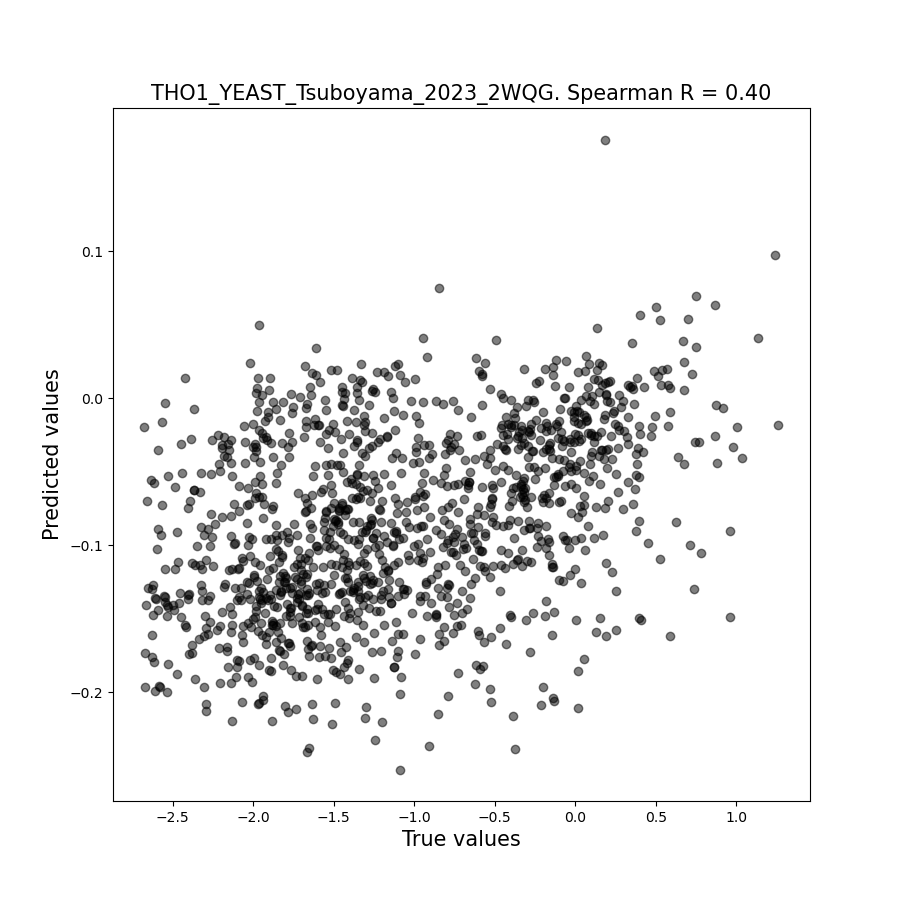 THO1_YEAST_Tsuboyama_2023_2WQG. Spearman R = 0.40
0.1
0.0
−0.1
−0.2
Predicted values
−2.5 −2.0 −1.5 −1.0 −0.5 0.0 0.5 1.0
True values